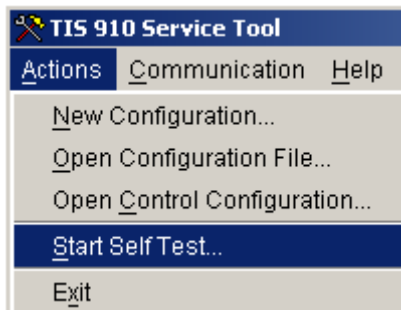 TIS 910 Service Tool
Actions Communication Help
New Configuration...
Open Configuration File...
Open Control Configuration...
Start Self Test...
Exit